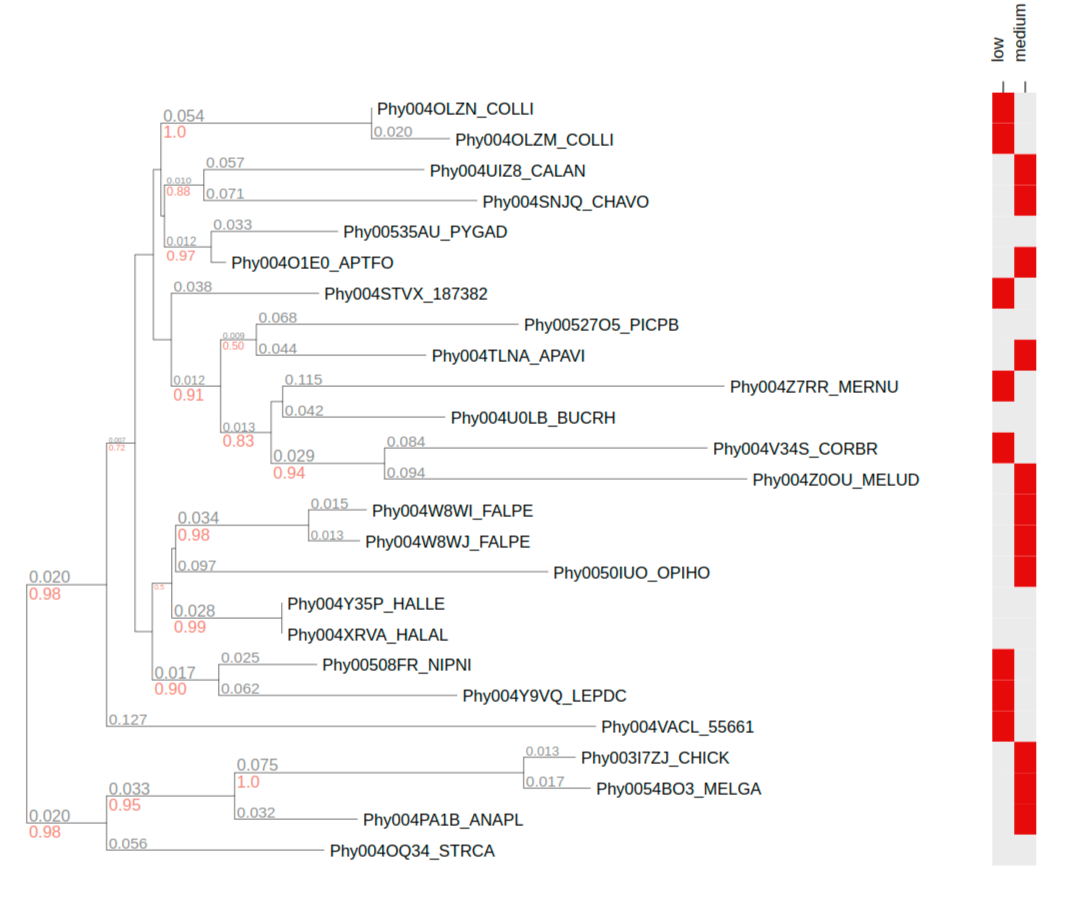 low
medium
0.054
1.0
Phy004OLZN_COLLI
0.020
Phy004OLZM_COLLI
0.010
0.88
0.057
Phy004UIZ8_CALAN
0.071
Phy004SNJQ_CHAVO
0.012
0.97
0.033
Phy00535AU_PYGAD
Phy004O1E0_APTFO
0.038
Phy004STVX_187382
0.012
0.91
0.009
0.50
0.068
Phy00527O5_PICPB
0.044
Phy004TLNA_APAVI
0.013
0.83
0.115
Phy004Z7RR_MERNU
0.042
Phy004U0LB_BUCRH
0.029
0.94
0.084
Phy004V34S_CORBR
0.094
Phy004Z0OU_MELUD
0.007
0.72
0.034
0.98
0.015
Phy004W8WI_FALPE
0.013
Phy004W8WJ_FALPE
0.097
Phy0050IUO_OPIHO
0.5
0.028
0.99
Phy004Y35P_HALLE
Phy004XRVA_HALAL
0.017
0.90
0.025
Phy00508FR_NIPNI
0.062
Phy004Y9VQ_LEPDC
0.020
0.98
0.127
Phy004VACL_55661
0.020
0.98
0.033
0.95
0.075
1.0
0.013
Phy003I7ZJ_CHICK
0.017
Phy0054BO3_MELGA
0.032
Phy004PA1B_ANAPL
0.056
Phy004OQ34_STRCA